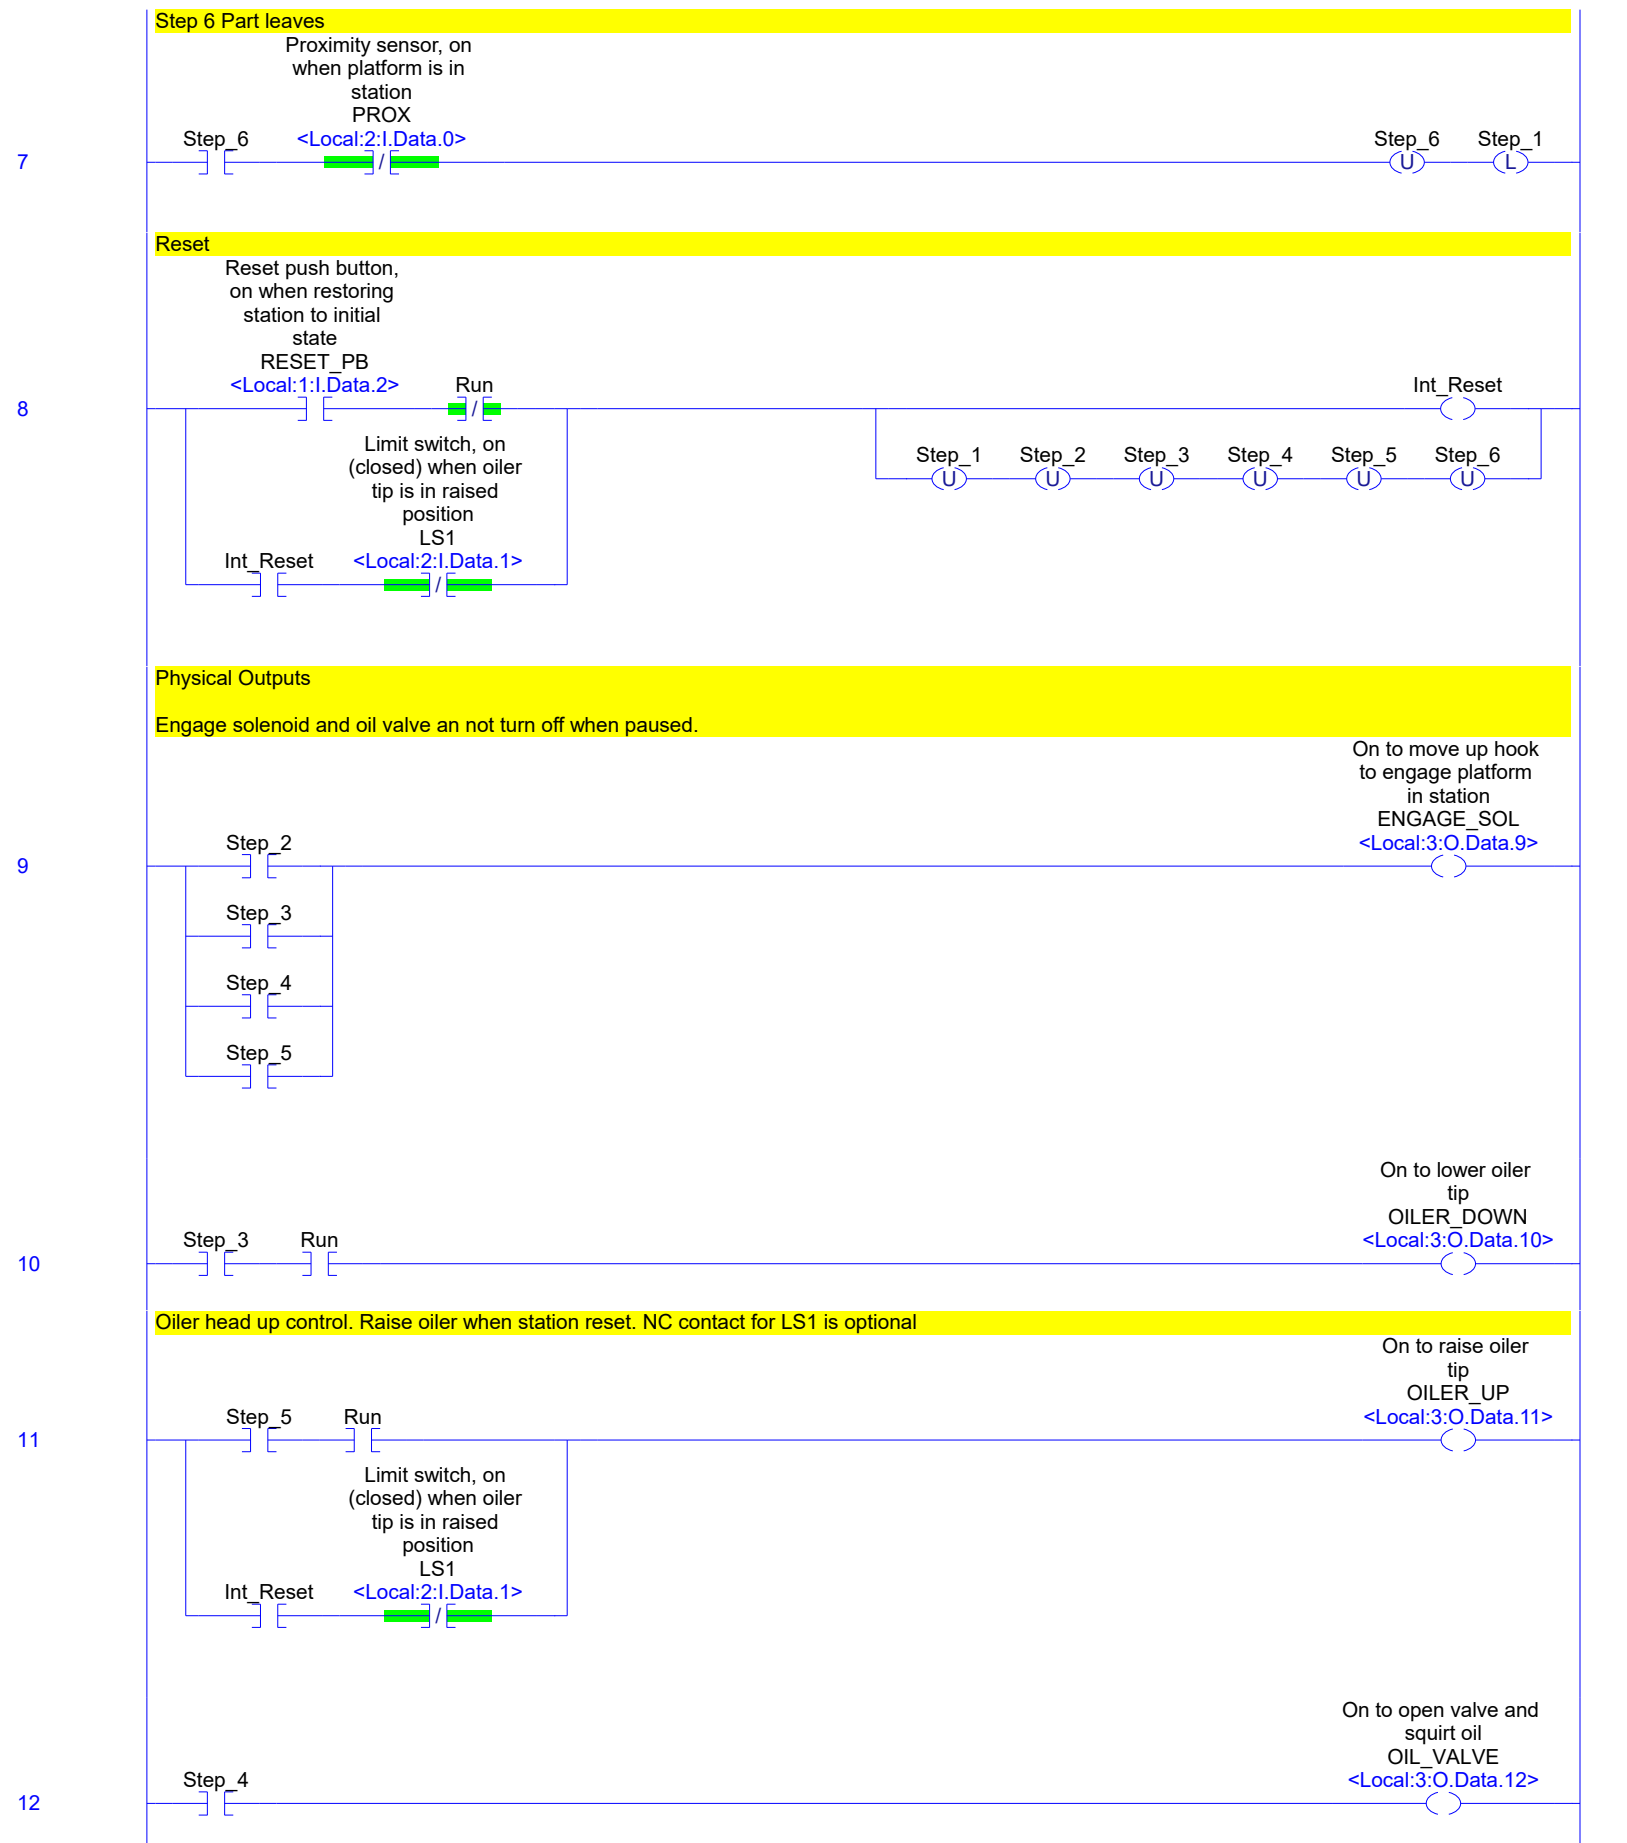 Step 6 Part leaves
Proximity sensor, on
when platform is in
station
PROX
Step_6 <Local:2:I.Data.0> Step_6 Step_1
7 / U L
Reset
Reset push button,
on when restoring
station to initial
state
RESET_PB
<Local:1:I.Data.2> Run Int_Reset
8 /
Limit switch, on
(closed) when oiler
tip is in raised
position
LS1
Step_1 Step_2 Step_3 Step_4 Step_5 Step_6
U U U U U U
Int_Reset <Local:2:I.Data.1>
/
Physical Outputs
Engage solenoid and oil valve an not turn off when paused.
On to move up hook
to engage platform
in station
ENGAGE_SOL
Step_2 <Local:3:O.Data.9>
9
Step_3
Step_4
Step_5
On to lower oiler
tip
OILER_DOWN
Step_3 Run <Local:3:O.Data.10>
10
Oiler head up control. Raise oiler when station reset. NC contact for LS1 is optional
On to raise oiler
tip
OILER_UP
Step_5 Run <Local:3:O.Data.11>
11
Limit switch, on
(closed) when oiler
tip is in raised
position
LS1
Int_Reset <Local:2:I.Data.1>
/
On to open valve and
squirt oil
OIL_VALVE
Step_4 <Local:3:O.Data.12>
12